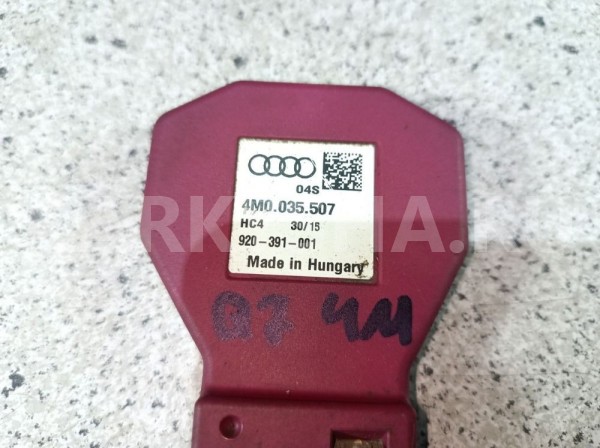 04S
4M0.035.507
HC4 30/15
920-391-001
Made in Hungary
Q7 4M